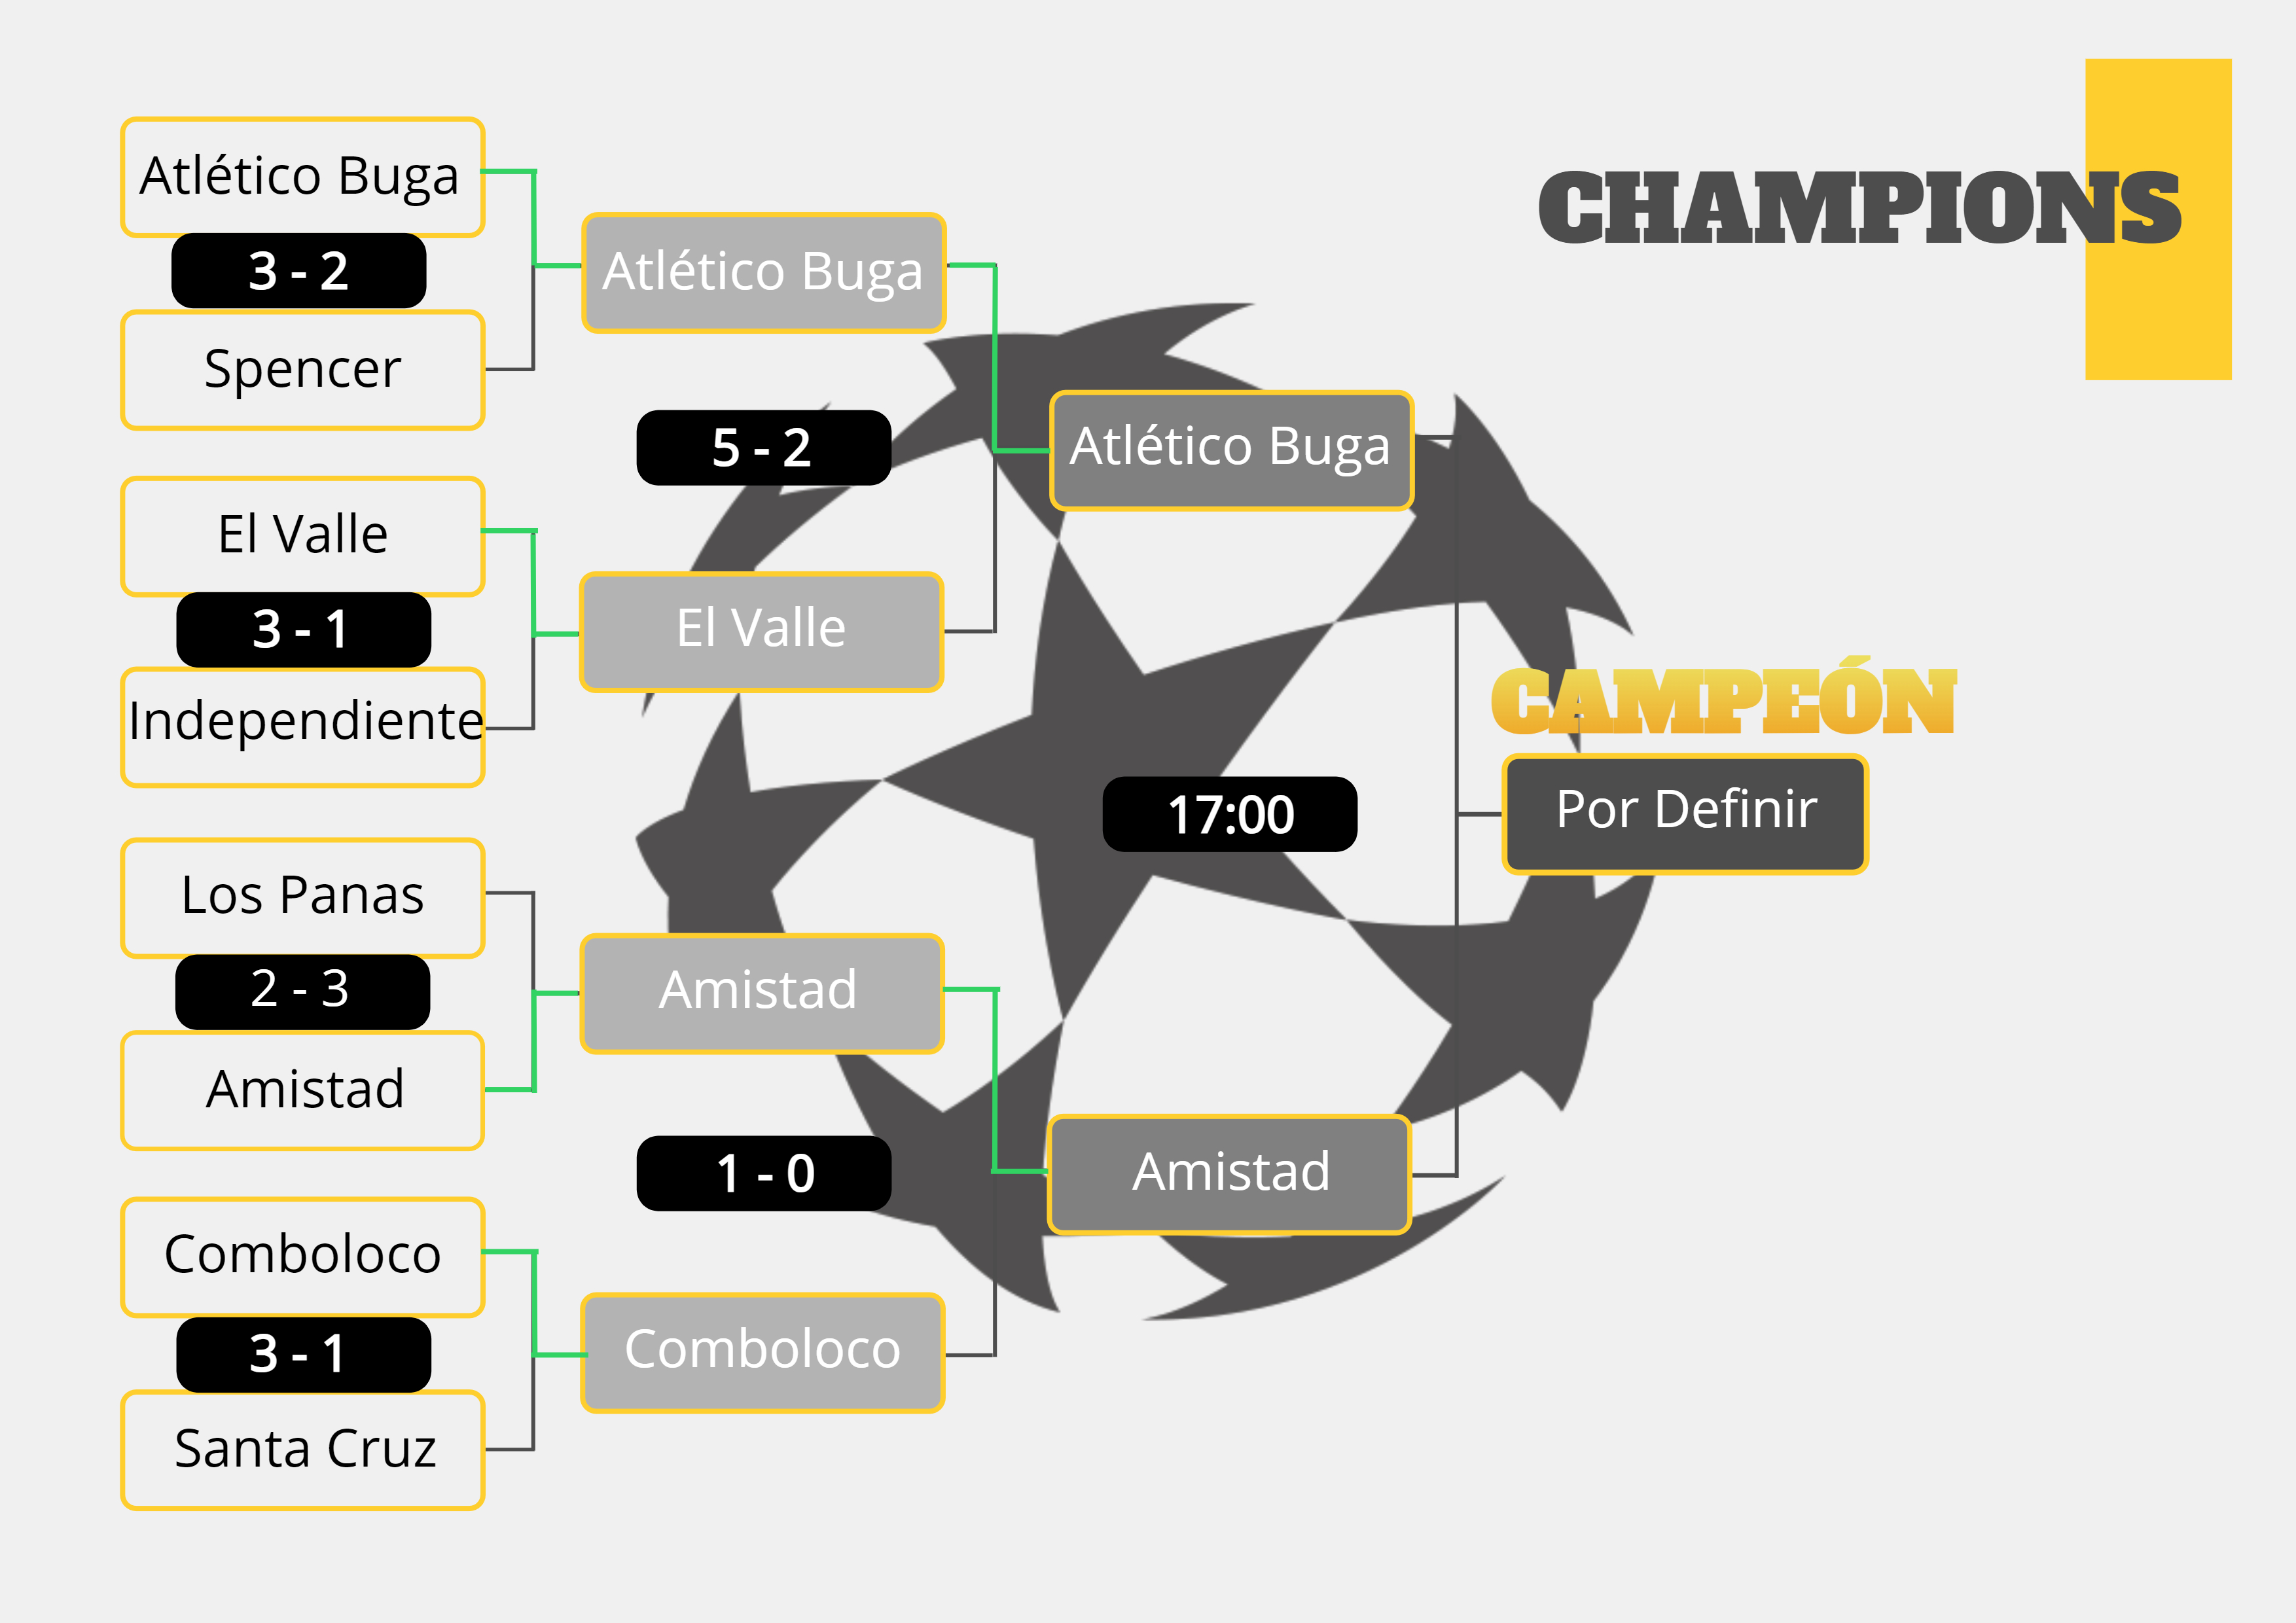 CHAMPIONS
Atlético Buga
3 - 2
Spencer
El Valle
3 - 1
Independiente
Los Panas
2 - 3
Amistad
Comboloco
3 - 1
Santa Cruz
Atlético Buga
5 - 2
El Valle
Amistad
1 - 0
Comboloco
Atlético Buga
17:00
Amistad
CAMPEÓN
Por Definir